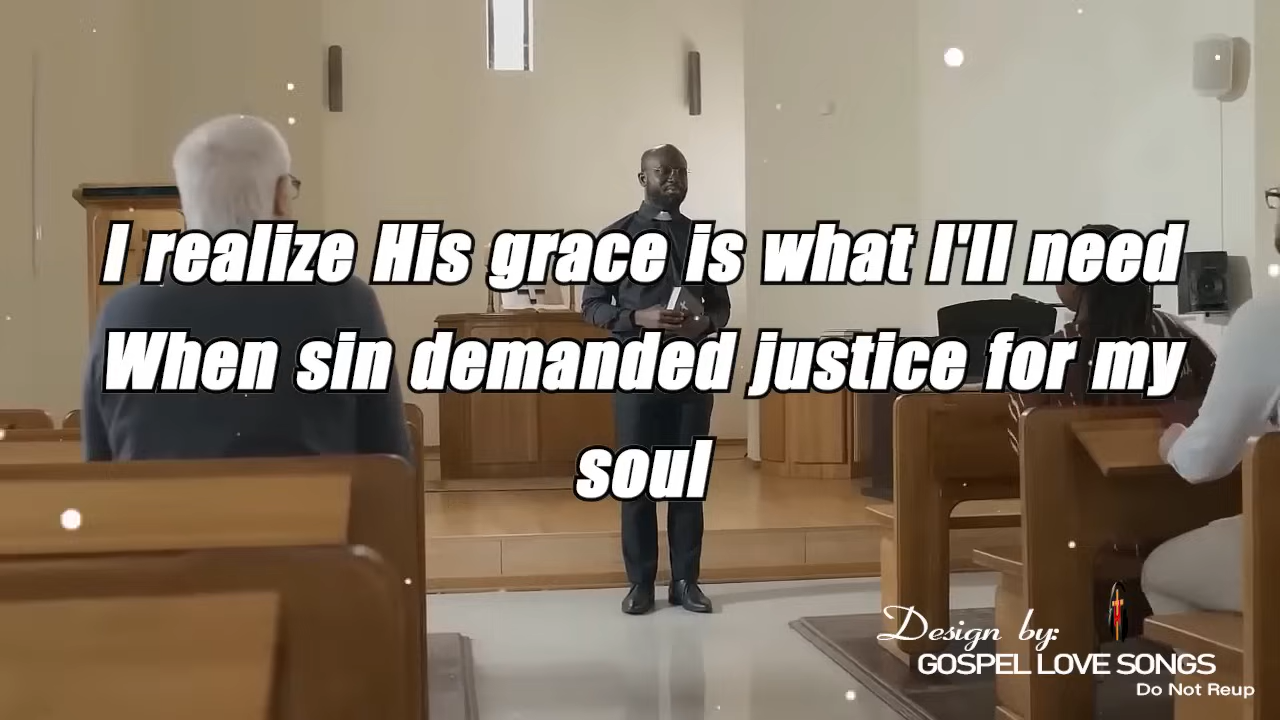 I realize His grace is what I'll need
When sin demanded justice for my
soul
Design by:
GOSPEL LOVE SONGS
Do Not Reup